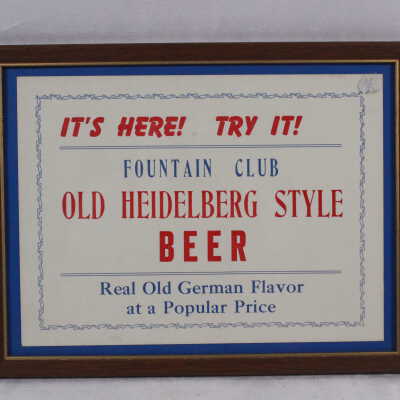 IT'S HERE! TRY IT!
FOUNTAIN CLUB
OLD HEIDELBERG STYLE
BEER
Real Old German Flavor
at a Popular Price